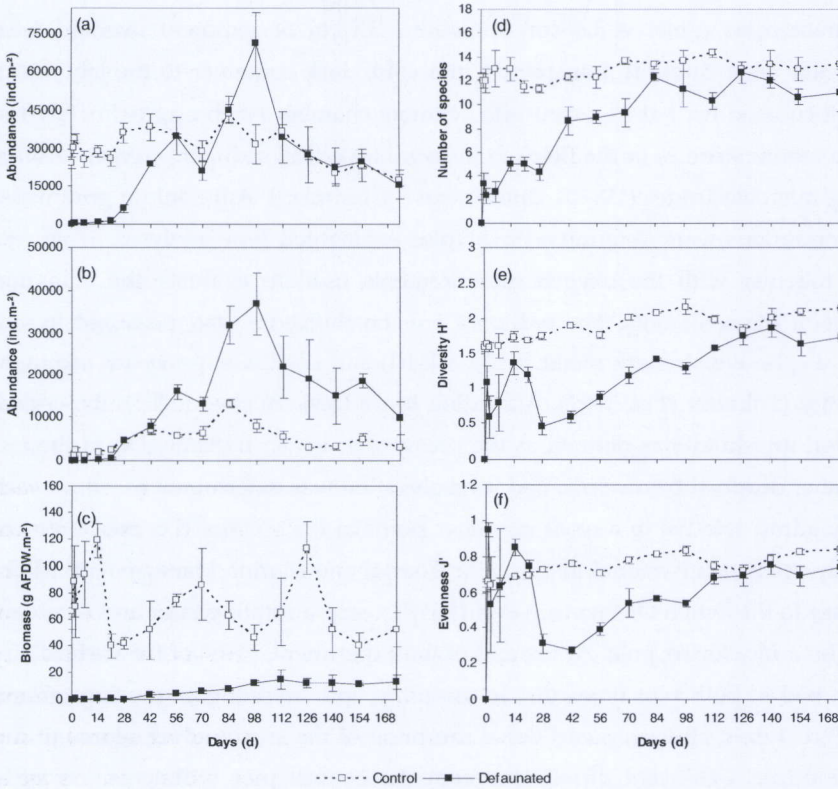 (a)
Abundance (ind.m⁻²)
75000
60000
45000
30000
15000
0
(d)
Number of species
18
16
14
12
10
8
6
4
2
0
(b)
Abundance (ind.m⁻²)
50000
40000
30000
20000
10000
0
(e)
Diversity H'
3
2.5
2
1.5
1
0.5
0
(c)
Biomass (g AFDW.m⁻²)
160
140
120
100
80
60
40
20
0
0 14 28 42 56 70 84 98 112 126 140 154 168
Days (d)
(f)
Evenness J'
1.6
1.4
1.2
1
0.8
0.6
0.4
0.2
0
0 14 28 42 56 70 84 98 112 126 140 154 168
Days (d)
Control
Defaunated